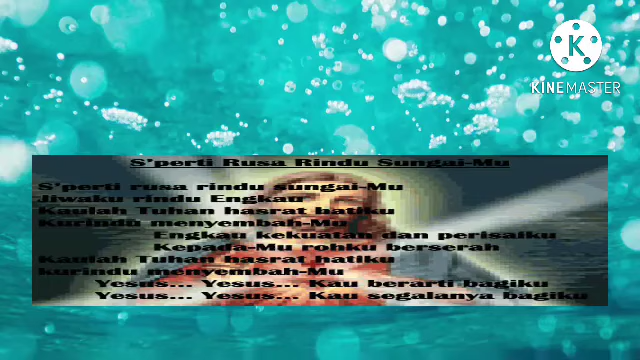 KINEMASTER
S'perti Rusa Rindu Sungai-Mu
S'perti rusa rindu sungai-Mu
Jiwaku rindu Engkau
Kaulah Tuhan hasrat hatiku
Kurindu menyembah-Mu
Engkau kekuatan dan perisaiku
Kepada-Mu rohku berserah
Kaulah Tuhan hasrat hatiku
kurindu menyembah-Mu
Yesus... Yesus... Kau berarti bagiku
Yesus... Yesus... Kau segalanya bagiku